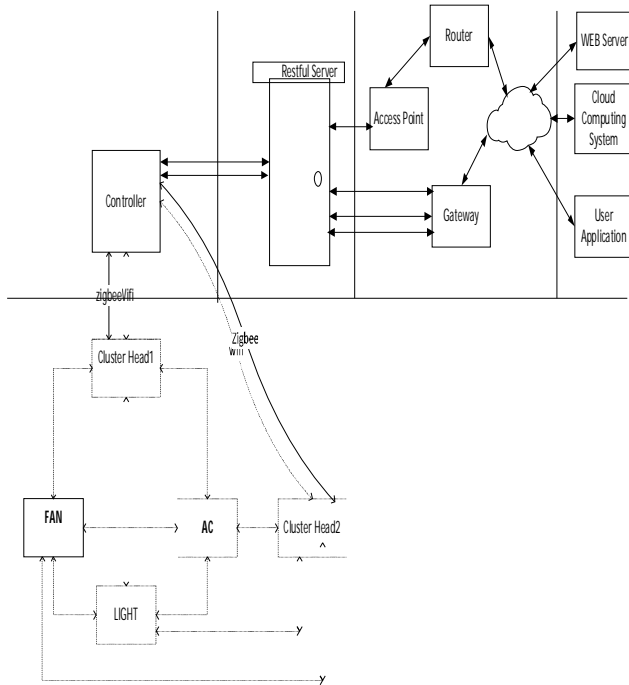 Router
WEB Server
Restful Server
Access Point
Cloud
Computing
System
Controller
Gateway
User
Application
zigbeeWifi
Zigbee
Cluster Head1
FAN
AC
Cluster Head2
LIGHT